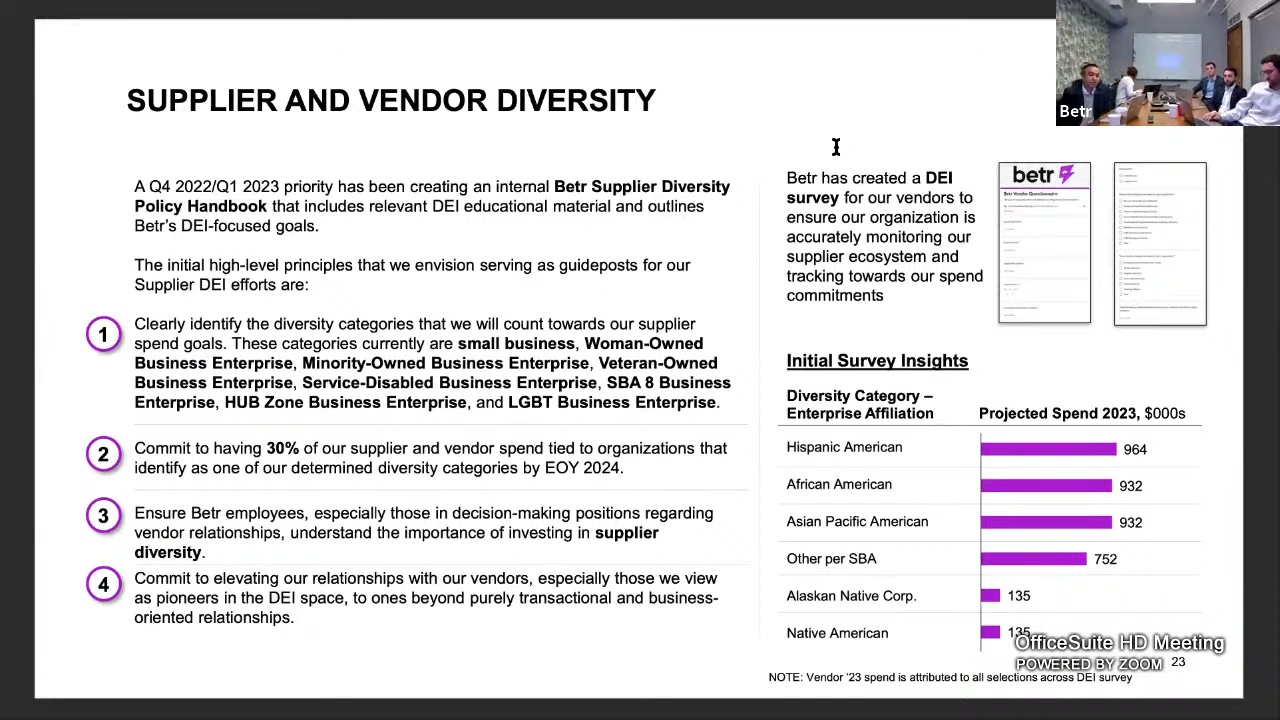 SUPPLIER AND VENDOR DIVERSITY
Betr
A Q4 2022/Q1 2023 priority has been creating an internal Betr Supplier Diversity
Policy Handbook that relevant DEI educational material and outlines
Betr's DEI-focused goals.
The initial high-level principles that we envision serving as guideposts for our
Supplier DEI efforts are:
1
Clearly identify the diversity categories that we will count towards our supplier
spend goals. These categories currently are small business, Woman-Owned
Business Enterprise, Minority-Owned Business Enterprise, Veteran-Owned
Business Enterprise, Service-Disabled Business Enterprise, SBA 8 Business
Enterprise, HUB Zone Business Enterprise, and LGBT Business Enterprise.
2
Commit to having 30% of our supplier and vendor spend tied to organizations that
identify as one of our determined diversity categories by EOY 2024.
3
Ensure Betr employees, especially those in decision-making positions regarding
vendor relationships, understand the importance of investing in supplier
diversity.
4
Commit to elevating our relationships with our vendors, especially those we view
as pioneers in the DEI space, to ones beyond purely transactional and business-
oriented relationships.
Betr has created a DEI
survey for our vendors to
ensure our organization is
accurately monitoring our
supplier ecosystem and
tracking towards our spend
commitments
betr
Betr Vendor Questionnaire
Initial Survey Insights
Diversity Category –
Enterprise Affiliation
Projected Spend 2023, $000s
Hispanic American 964
African American 932
Asian Pacific American 932
Other per SBA 752
Alaskan Native Corp. 135
Native American 135
OfficeSuite HD Meeting
POWERED BY ZOOM
23
NOTE: Vendor '23 spend is attributed to all selections across DEI survey